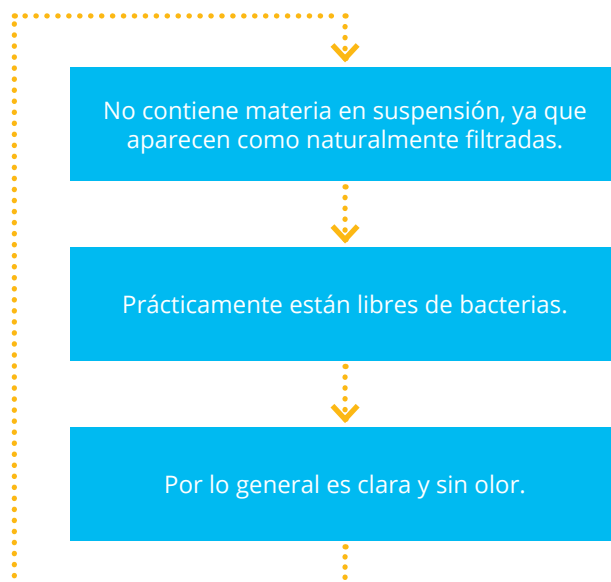 No contiene materia en suspensión, ya que
aparecen como naturalmente filtradas.
Prácticamente están libres de bacterias.
Por lo general es clara y sin olor.